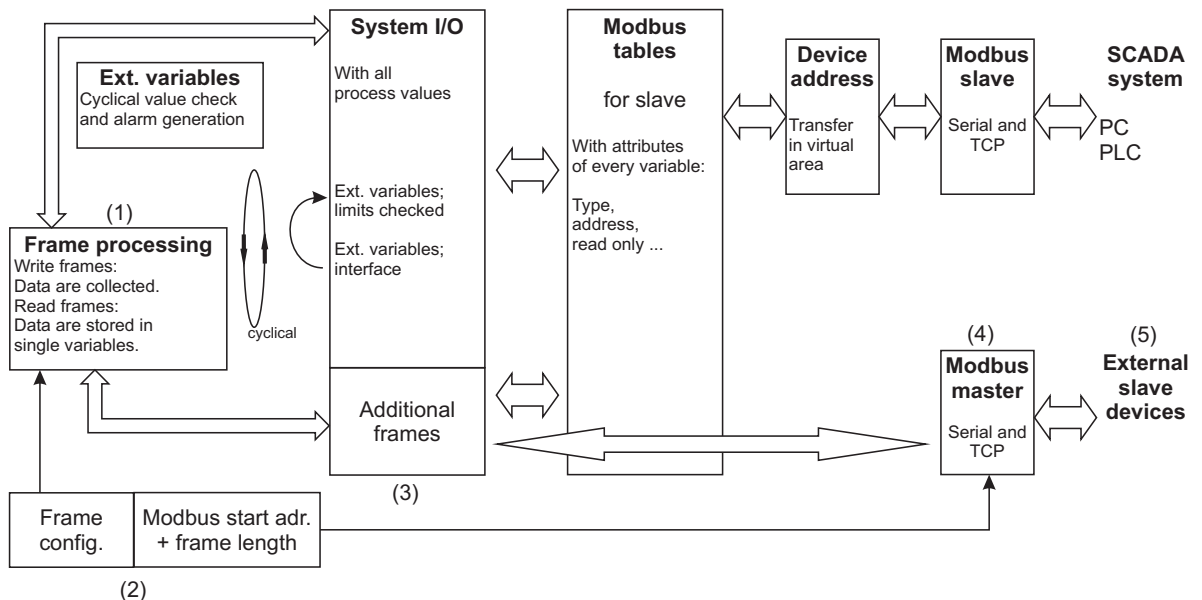 System I/O
With all
process values
Ext. variables;
limits checked
Ext. variables;
interface
Additional
frames
(3)
Ext. variables
Cyclical value check
and alarm generation
(1)
Frame processing
Write frames:
Data are collected.
Read frames:
Data are stored in
single variables.
cyclical
Frame
config.
Modbus start adr.
+ frame length
(2)
Modbus
tables
for slave
With attributes
of every variable:
Type,
address,
read only ...
Device
address
Transfer
in virtual
area
Modbus
slave
Serial and
TCP
SCADA
system
PC
PLC
(4)
Modbus
master
Serial and
TCP
(5)
External
slave
devices